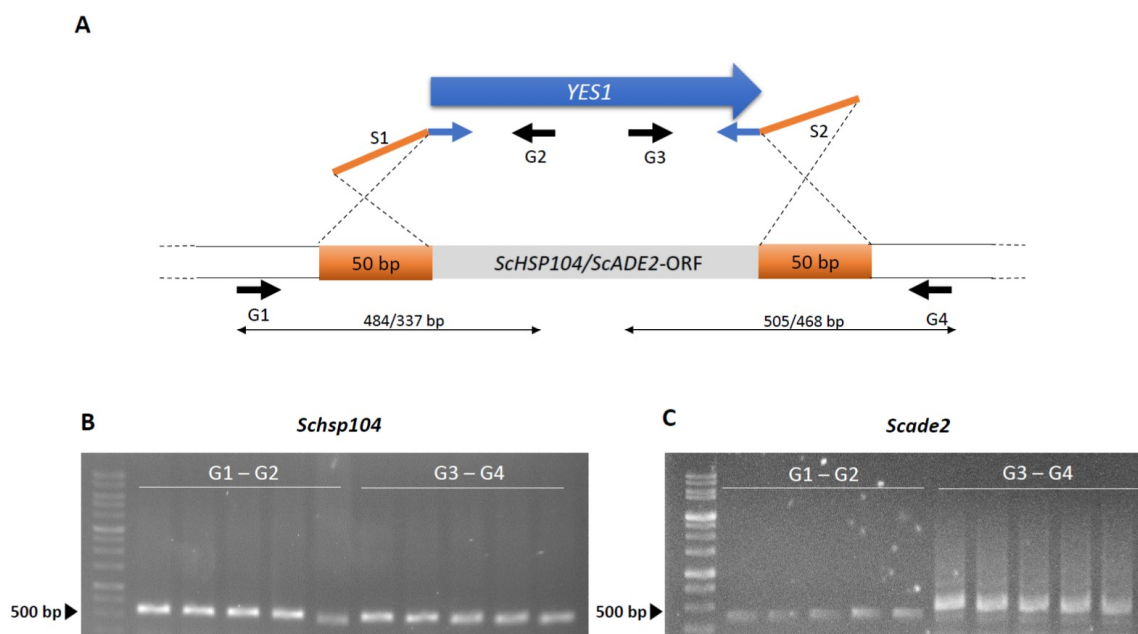 A
YES1
S1
S2
G2
G3
50 bp
ScHSP104/ScADE2-ORF
50 bp
G1
G4
484/337 bp
505/468 bp
B
Schsp104
G1 – G2
G3 – G4
500 bp
C
Scade2
G1 – G2
G3 – G4
500 bp